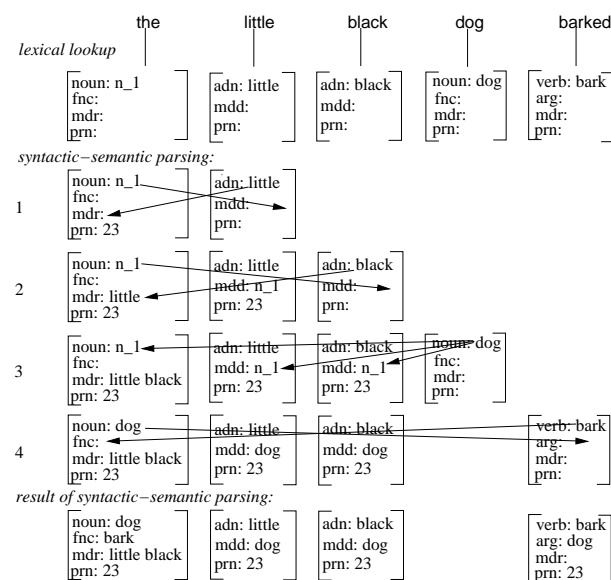 the little black dog barked
lexical lookup
noun: n_1 adn: little adn: black noun: dog verb: bark
fnc: mdd: mdd: fnc: arg:
mdr: prn: prn: mdr: mdr:
prn: prn: prn:
syntactic−semantic parsing:
noun: n_1 adn: little
fnc: mdd:
1 mdr: prn:
prn: 23
noun: n_1 adn: little adn: black
fnc: mdd: n_1 mdd:
2 mdr: little prn: 23 prn:
prn: 23
noun: n_1 adn: little adn: black noun: dog
fnc: mdd: n_1 mdd: n_1 fnc:
3 mdr: little black prn: 23 prn: 23 mdr:
prn: 23 prn:
noun: dog adn: little adn: black verb: bark
fnc: mdd: dog mdd: dog arg:
4 mdr: little black prn: 23 prn: 23 mdr:
prn: 23 prn:
result of syntactic−semantic parsing:
noun: dog adn: little adn: black verb: bark
fnc: bark mdd: dog mdd: dog arg: dog
mdr: little black prn: 23 prn: 23 mdr:
prn: 23 prn: 23